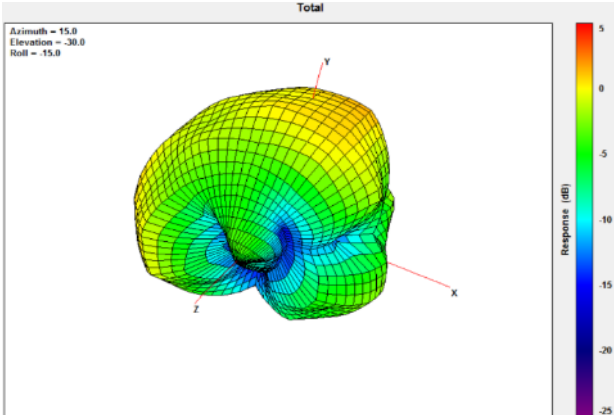 Total
Azimuth = 15.0
Elevation = -30.0
Roll = -15.0
Y
X
Z
5
0
-5
-10
-15
-20
-25
Response (dB)